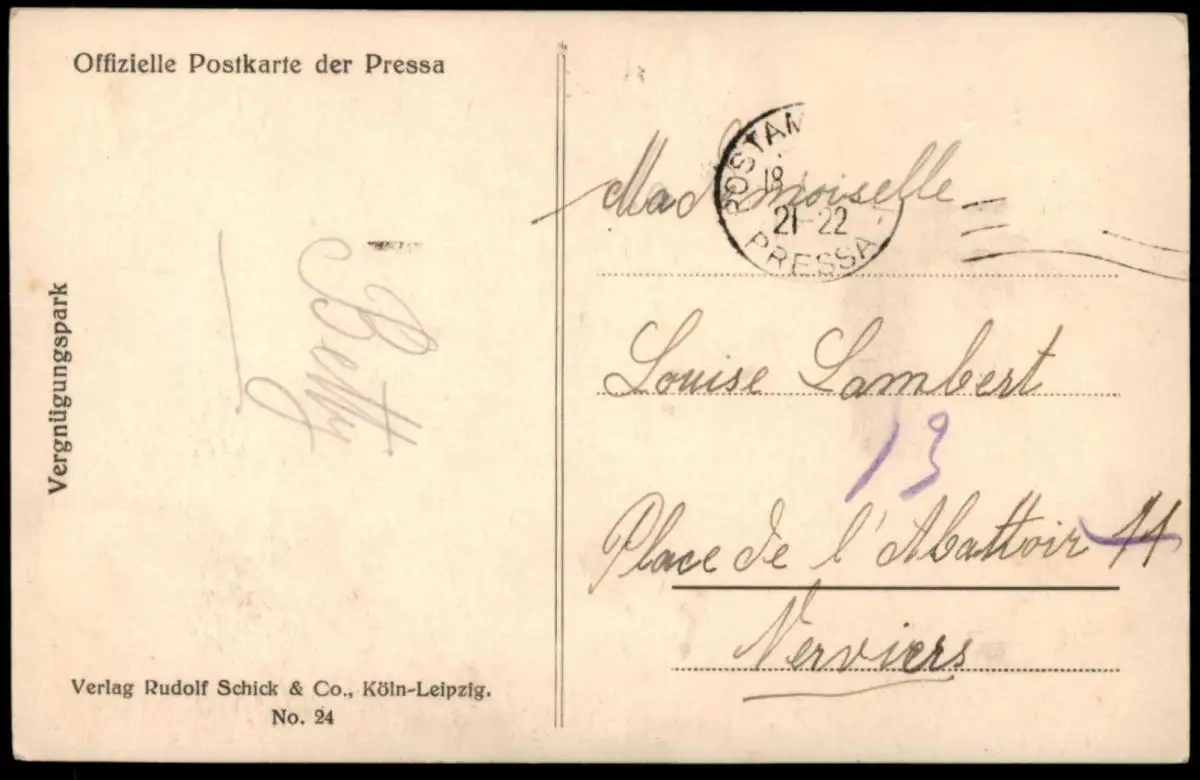 Offizielle Postkarte der Pressa
Vergnügungspark
Betty
Verlag Rudolf Schick & Co., Köln-Leipzig.
No. 24
POSTAM
18
21-22
PRESSA
Mademoiselle
Louise Lambert
13
Place de l'Abattoir 11
Verviers